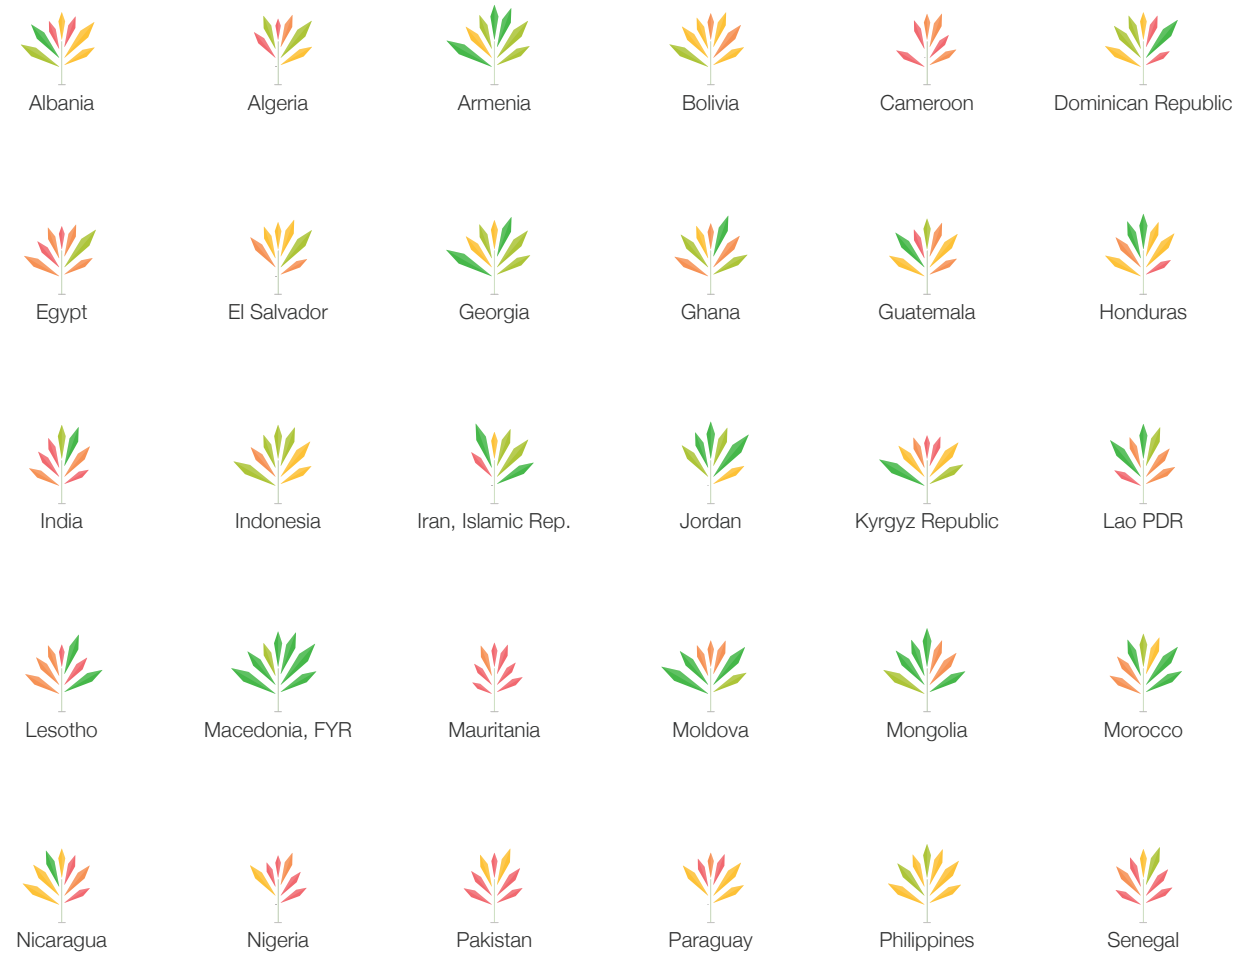 Albania
Algeria
Armenia
Bolivia
Cameroon
Dominican Republic
Egypt
El Salvador
Georgia
Ghana
Guatemala
Honduras
India
Indonesia
Iran, Islamic Rep.
Jordan
Kyrgyz Republic
Lao PDR
Lesotho
Macedonia, FYR
Mauritania
Moldova
Mongolia
Morocco
Nicaragua
Nigeria
Pakistan
Paraguay
Philippines
Senegal